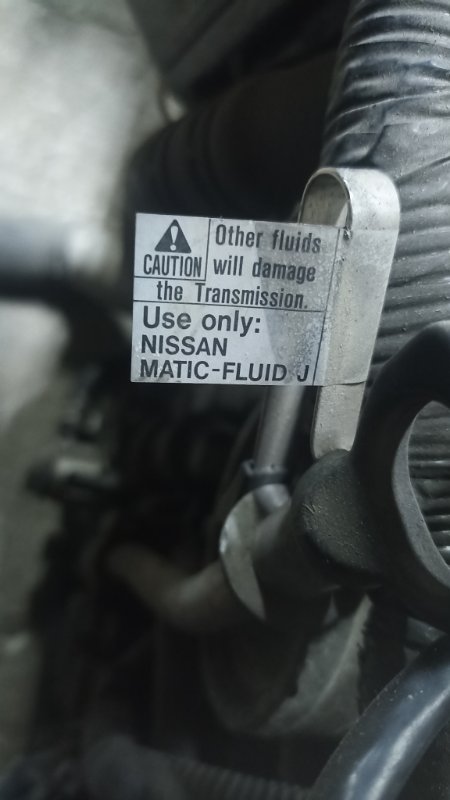 CAUTION
Other fluids
will damage
the Transmission.
Use only:
NISSAN
MATIC-FLUID J